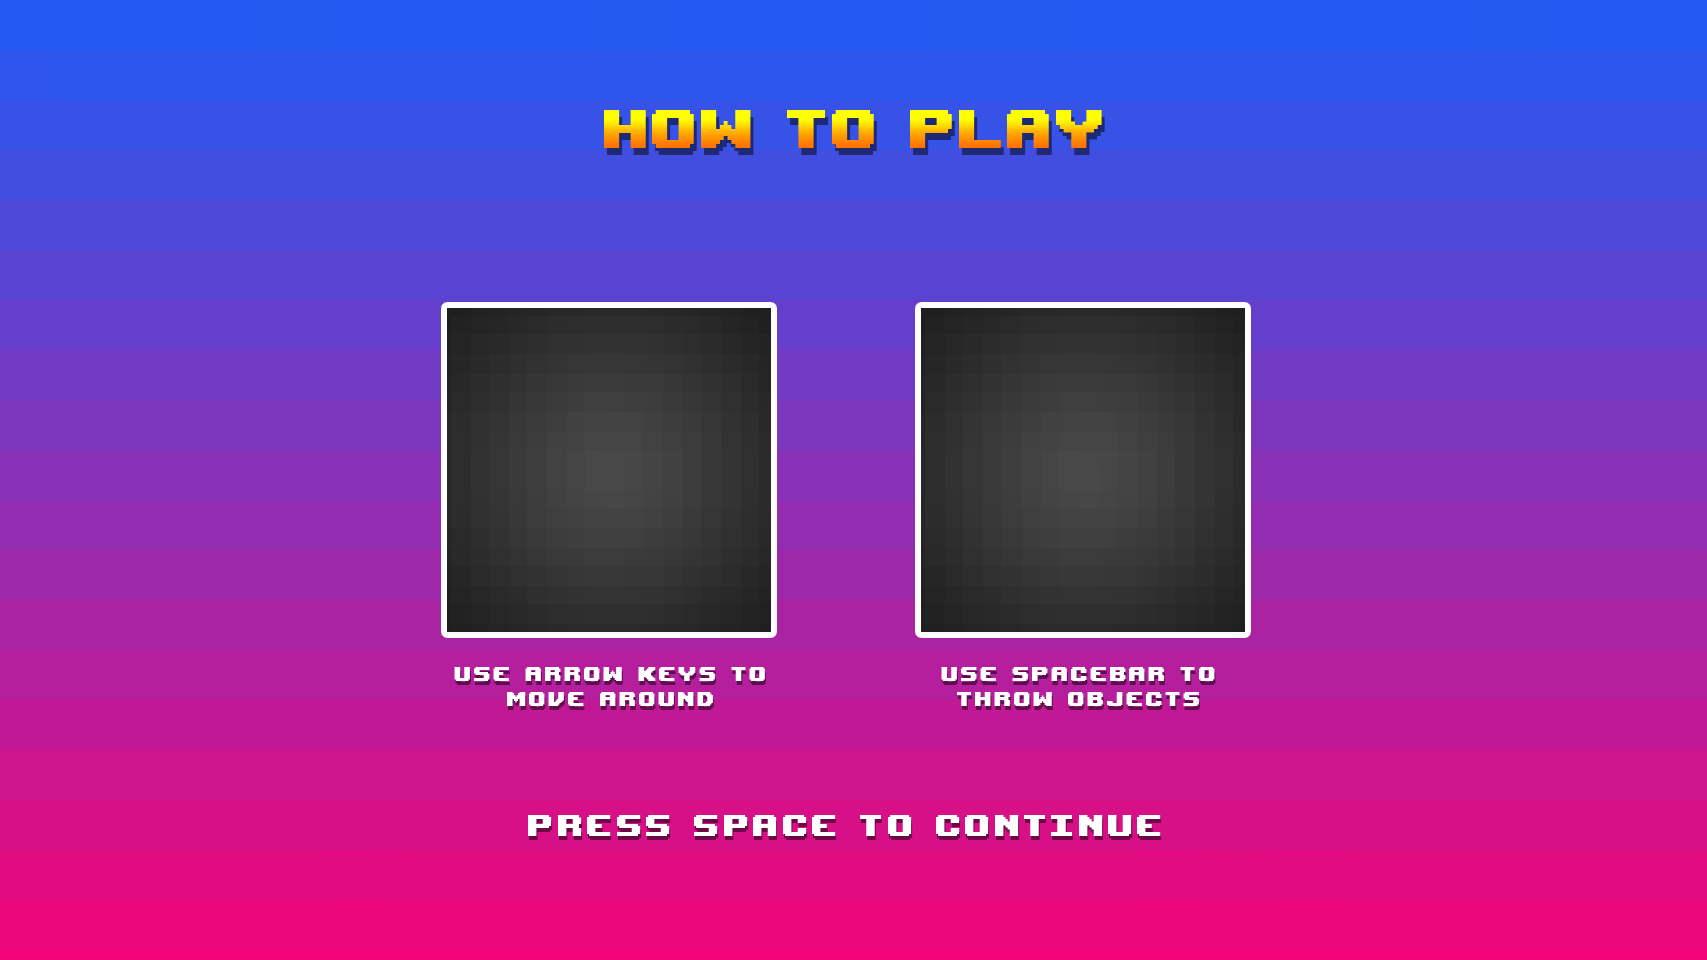 HOW TO PLAY
USE ARROW KEYS TO
MOVE AROUND
USE SPACEBAR TO
THROW OBJECTS
PRESS SPACE TO CONTINUE